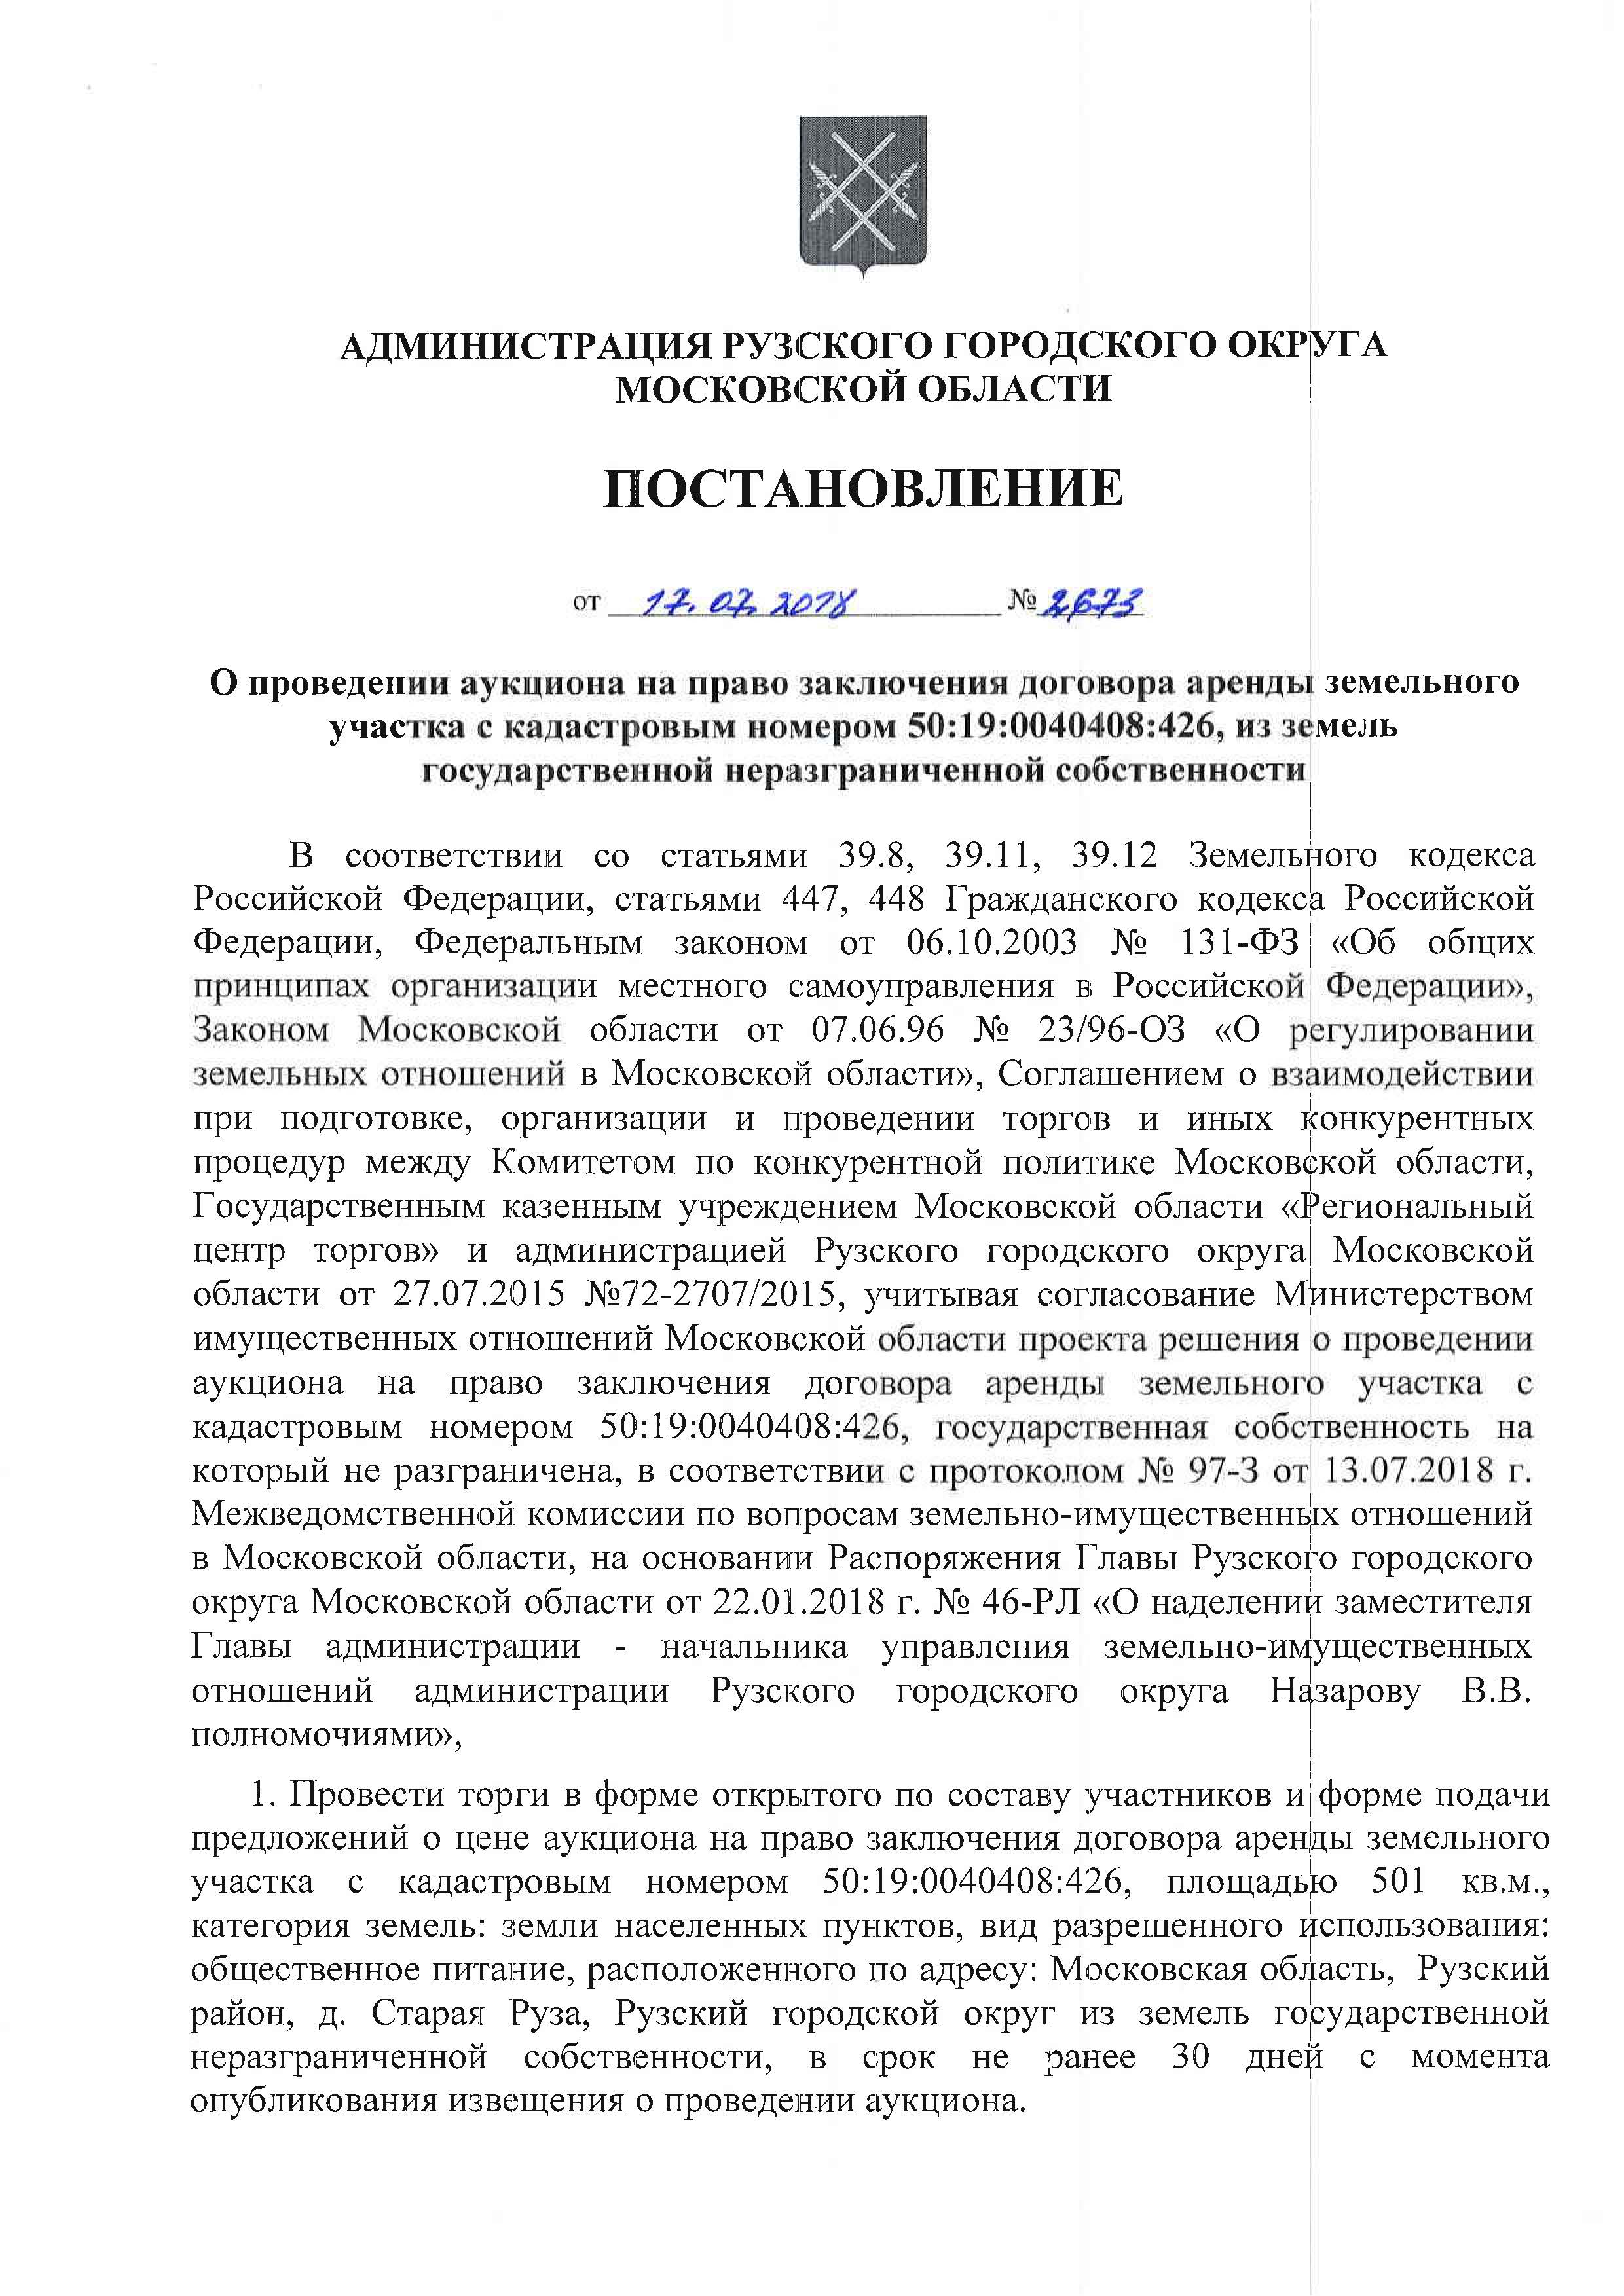 АДМИНИСТРАЦИЯ РУЗСКОГО ГОРОДСКОГО ОКРУГА
МОСКОВСКОЙ ОБЛАСТИ
ПОСТАНОВЛЕНИЕ
от 17.07.2018 № 2673
О проведении аукциона на право заключения договора аренды земельного
участка с кадастровым номером 50:19:0040408:426, из земель
государственной неразграниченной собственности
В соответствии со статьями 39.8, 39.11, 39.12 Земельного кодекса
Российской Федерации, статьями 447, 448 Гражданского кодекса Российской
Федерации, Федеральным законом от 06.10.2003 № 131-ФЗ «Об общих
принципах организации местного самоуправления в Российской Федерации»,
Законом Московской области от 07.06.96 № 23/96-ОЗ «О регулировании
земельных отношений в Московской области», Соглашением о взаимодействии
при подготовке, организации и проведении торгов и иных конкурентных
процедур между Комитетом по конкурентной политике Московской области,
Государственным казенным учреждением Московской области «Региональный
центр торгов» и администрацией Рузского городского округа Московской
области от 27.07.2015 №72-2707/2015, учитывая согласование Министерством
имущественных отношений Московской области проекта решения о проведении
аукциона на право заключения договора аренды земельного участка с
кадастровым номером 50:19:0040408:426, государственная собственность на
который не разграничена, в соответствии с протоколом № 97-З от 13.07.2018 г.
Межведомственной комиссии по вопросам земельно-имущественных отношений
в Московской области, на основании Распоряжения Главы Рузского городского
округа Московской области от 22.01.2018 г. № 46-РЛ «О наделении заместителя
Главы администрации - начальника управления земельно-имущественных
отношений администрации Рузского городского округа Назарову В.В.
полномочиями»,
1. Провести торги в форме открытого по составу участников и форме подачи
предложений о цене аукциона на право заключения договора аренды земельного
участка с кадастровым номером 50:19:0040408:426, площадью 501 кв.м.,
категория земель: земли населенных пунктов, вид разрешенного использования:
общественное питание, расположенного по адресу: Московская область, Рузский
район, д. Старая Руза, Рузский городской округ из земель государственной
неразграниченной собственности, в срок не ранее 30 дней с момента
опубликования извещения о проведении аукциона.